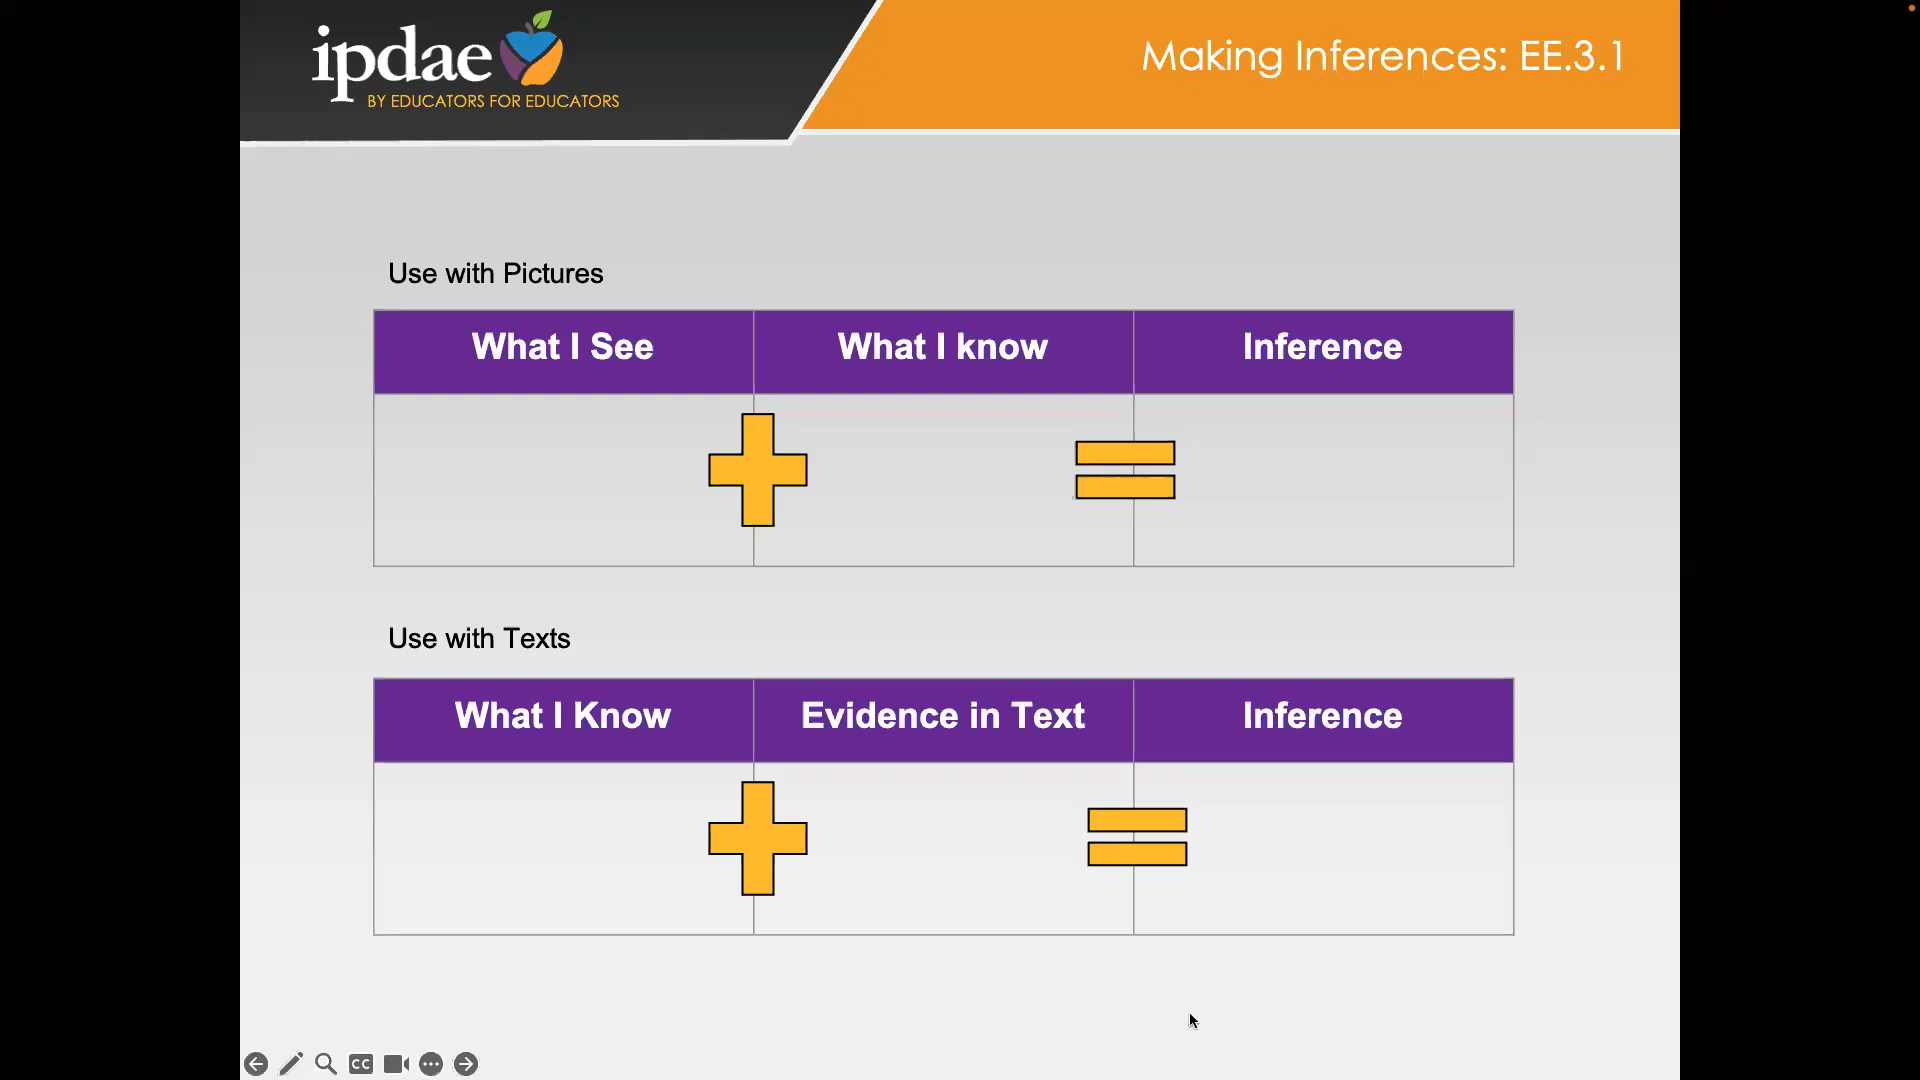 ipdae
BY EDUCATORS FOR EDUCATORS
Making Inferences: EE.3.1
Use with Pictures
What I See What I know Inference
Use with Texts
What I Know Evidence in Text Inference
CC